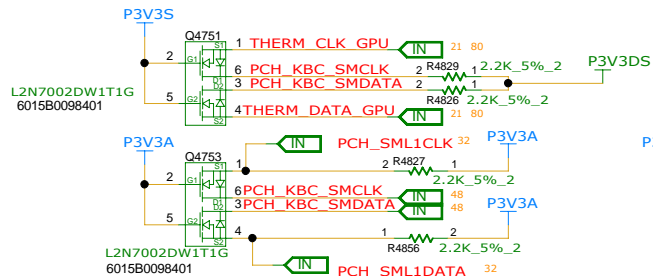 P3V3S
Q4751
S1
1 THERM_CLK_GPU IN 21 80
2 G1
P3V3DS
6 PCH_KBC_SMCLK 2 R4829 1 2.2K_5%_2
D1
D2
3 PCH_KBC_SMDATA 2 R4826 1 2.2K_5%_2
L2N7002DW1T1G
5 G2
6015B0098401
S2
4 THERM_DATA_GPU IN 21 80
P3V3A
Q4753
IN PCH_SML1CLK 32
P3V3A
P
S1
1 2 R4827 1
2.2K_5%_2
2 G1
6 PCH_KBC_SMCLK IN 48
D1
D2
3 PCH_KBC_SMDATA IN 48
P3V3A
5 G2
S2
4 1 R4856 2
2.2K_5%_2
L2N7002DW1T1G
6015B0098401
IN PCH_SML1DATA 32